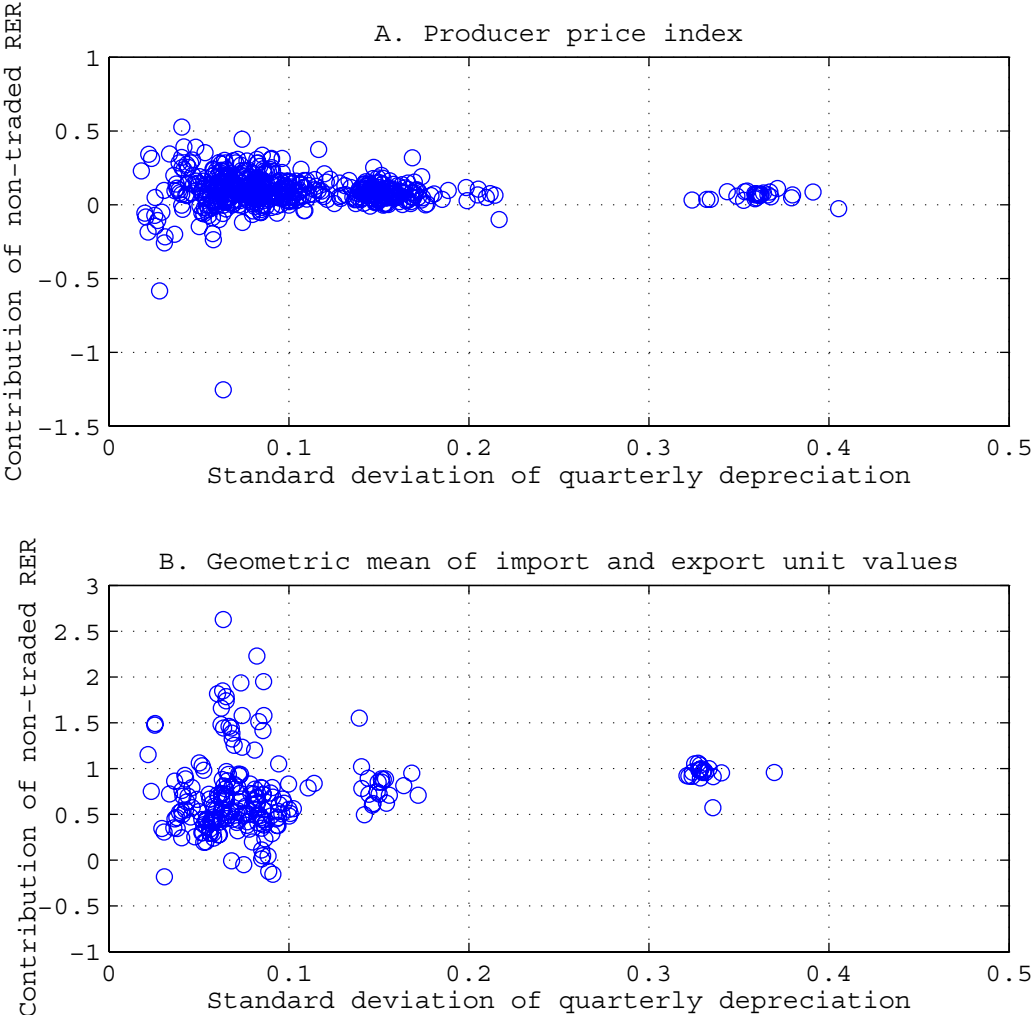 A. Producer price index
Contribution of non-traded RER
1
0.5
0
-0.5
-1
-1.5
0 0.1 0.2 0.3 0.4 0.5
Standard deviation of quarterly depreciation
B. Geometric mean of import and export unit values
Contribution of non-traded RER
3
2.5
2
1.5
1
0.5
0
-0.5
-1
0 0.1 0.2 0.3 0.4 0.5
Standard deviation of quarterly depreciation